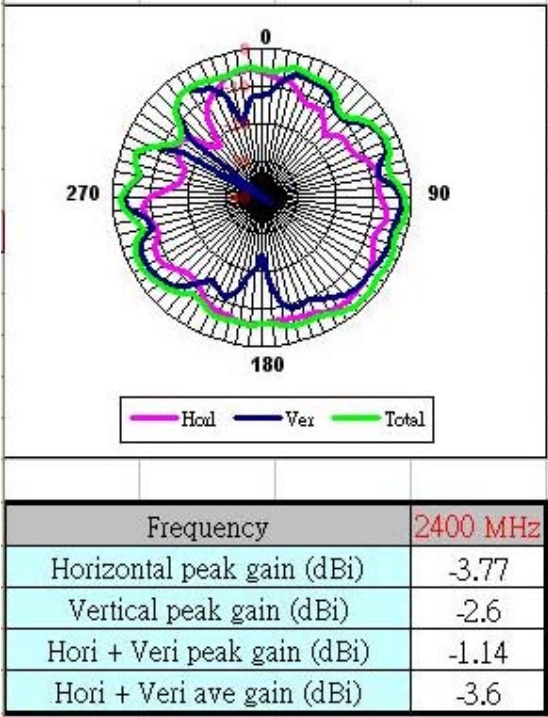 0
270
90
180
Horl Ver Total
Frequency 2400 MHz
Horizontal peak gain (dBi) -3.77
Vertical peak gain (dBi) -2.6
Hori + Veri peak gain (dBi) -1.14
Hori + Veri ave gain (dBi) -3.6